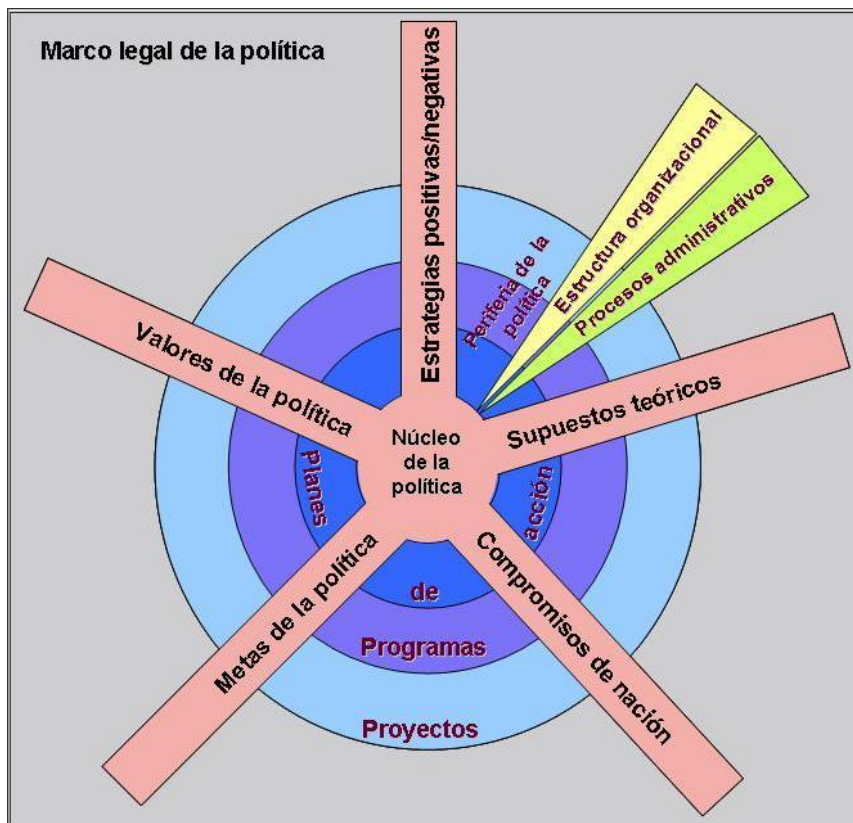 Marco legal de la política
Estrategias positivas/negativas
Estructura organizacional
Procesos administrativos
Periferia de la
política
Valores de la política
Supuestos teóricos
Núcleo
de la
política
Planes
de
acción
Metas de la política
Compromisos de nación
Programas
Proyectos